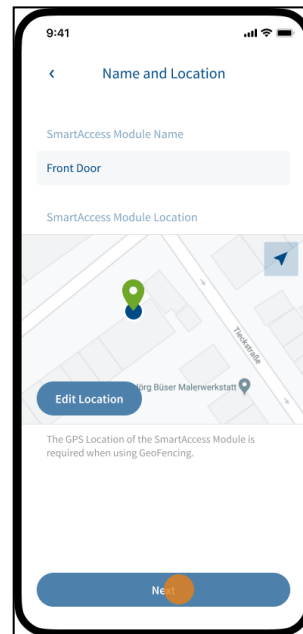 9:41
Name and Location
SmartAccess Module Name
Front Door
SmartAccess Module Location
Tieckstraße
Jörg Büser Malerwerkstatt
Edit Location
The GPS Location of the SmartAccess Module is
required when using GeoFencing.
Next